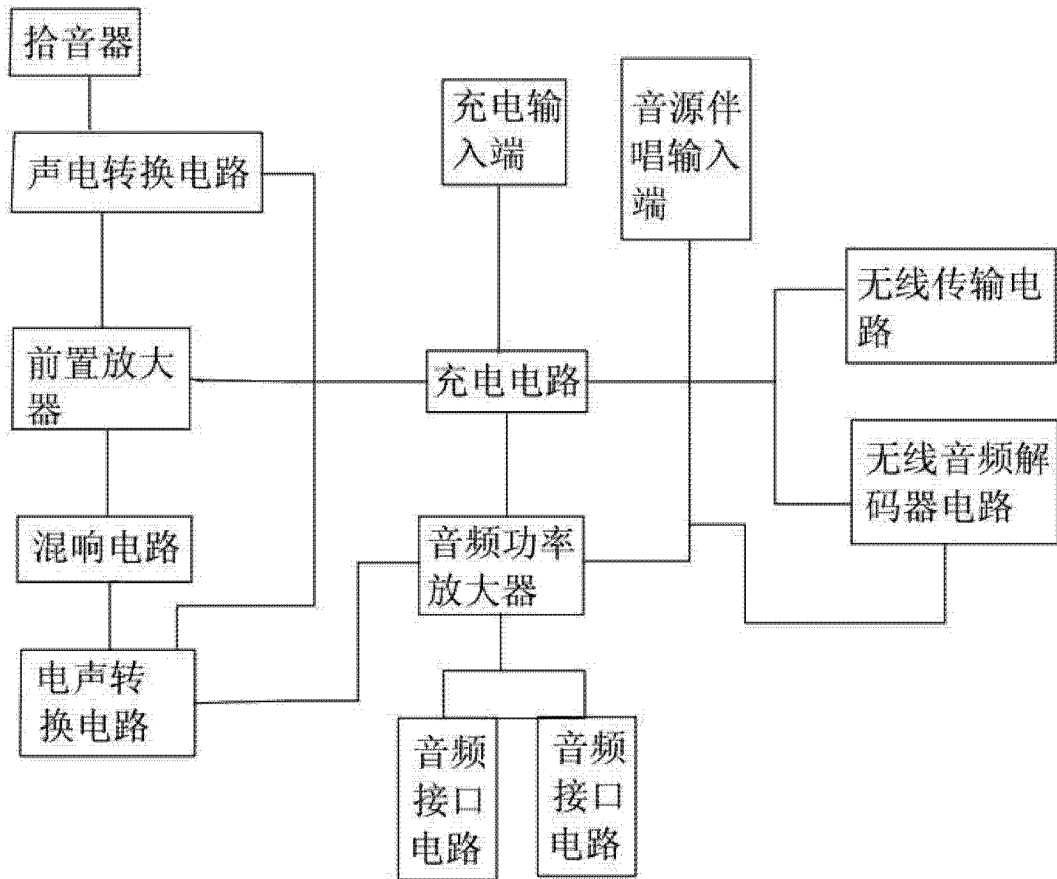 拾音器
声电转换电路
前置放大
器
混响电路
电声转
换电路
充电输
入端
充电电路
音频功率
放大器
音频
接口
电路
音频
接口
电路
音源伴
唱输入
端
无线传输电
路
无线音频解
码器电路